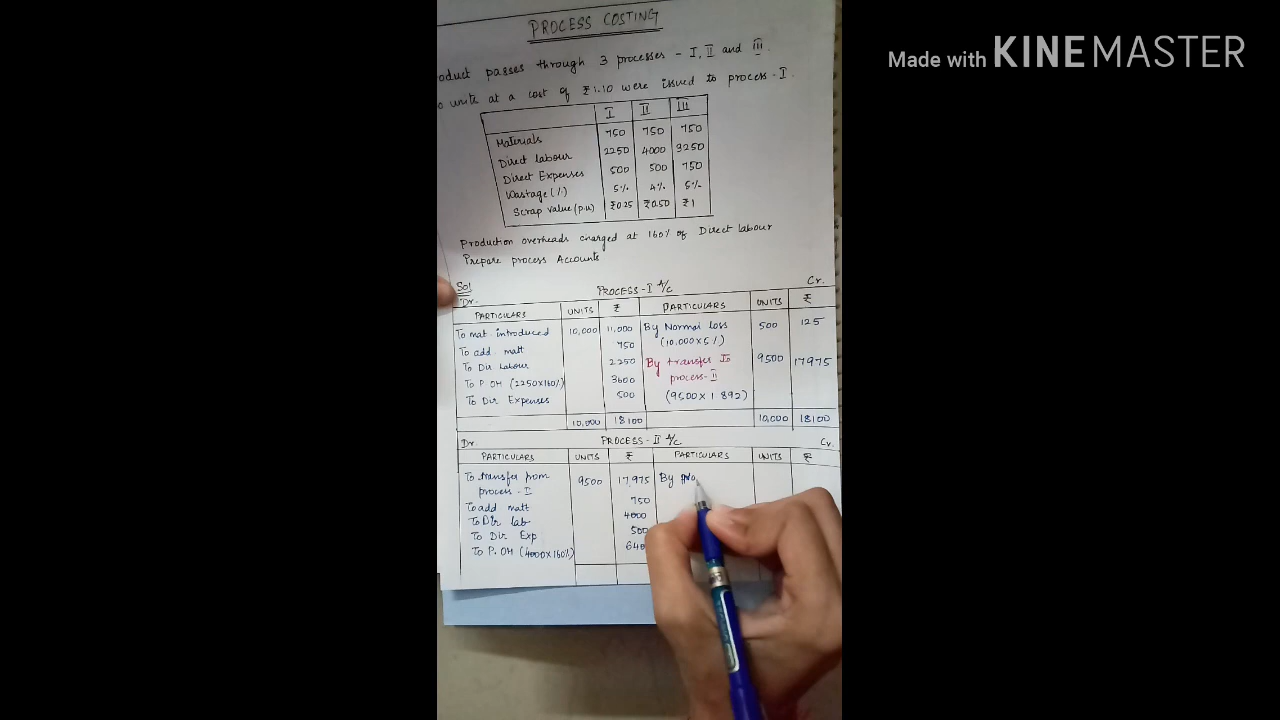 Made with KINEMASTER
PROCESS COSTING
oduct passes through 3 processes - I, II and III.
units at a cost of ₹1.10 were issued to process - I.
I II III
Materials 750 750 750
Direct labour 2250 4000 3250
Direct Expenses 500 500 750
Wastage (%) 5% 4% 5%
Scrap value (p.u) ₹0.25 ₹0.50 ₹1
Production overheads charged at 160% of Direct labour
Prepare process Accounts
Sol
Dr. PROCESS - I A/c Cr.
PARTICULARS UNITS ₹ PARTICULARS UNITS ₹
To mat. introduced 10,000 11,000 By Normal loss 500 125
To add. matt 750 (10,000 x 5%)
To Dir Labour 2250 By transfer to 9500 17975
To P. OH (2250x160%) 3600 process - II
To Dir Expenses 500 (9500 x 1.892)
10,000 18100 10,000 18100
Dr. PROCESS - II A/c Cr.
PARTICULARS UNITS ₹ PARTICULARS UNITS ₹
To transfer from 9500 17,975 By
process - I
To add matt 750
To Dir lab 4000
To Dir Exp 500
To P. OH (4000x160%) 640